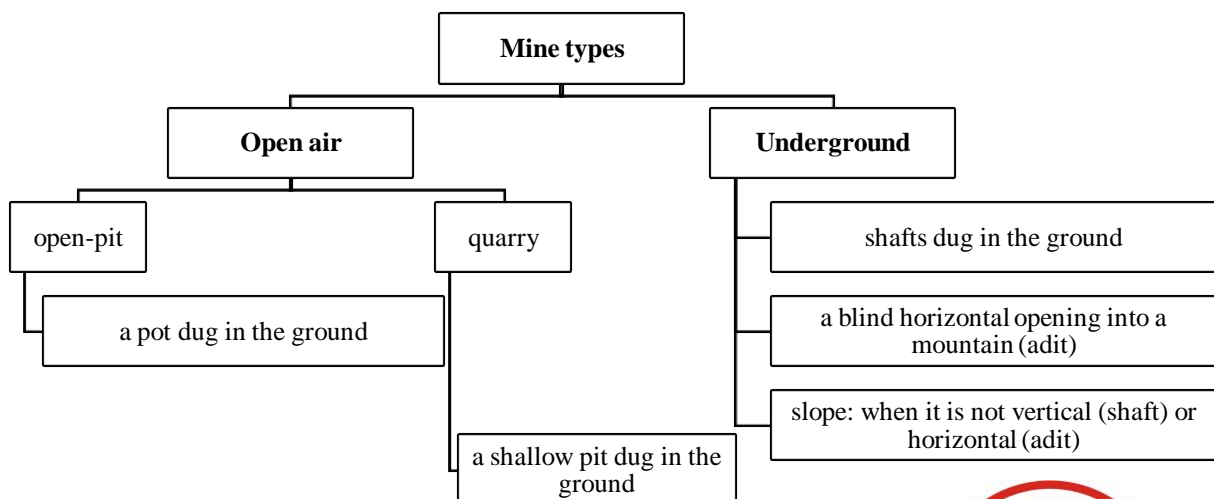 Mine types
Open air
Underground
open-pit
quarry
shafts dug in the ground
a pot dug in the ground
a blind horizontal opening into a
mountain (adit)
slope: when it is not vertical (shaft) or
horizontal (adit)
a shallow pit dug in the
ground